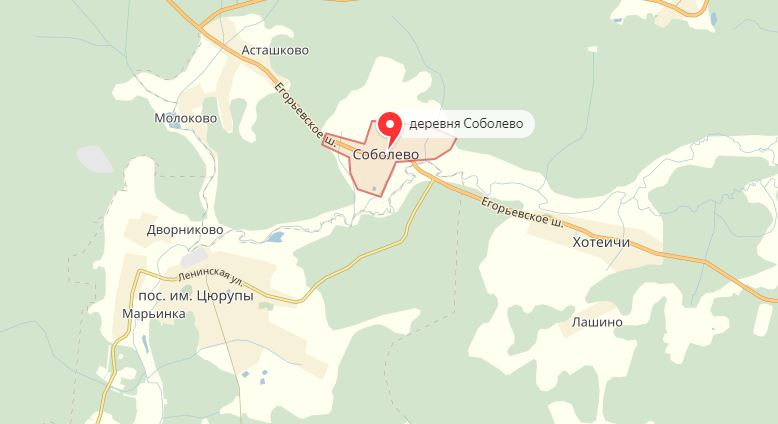 Асташково
Егорьевское ш.
Молоково
деревня Соболево
Соболево
Егорьевское ш.
Дворниково
Хотеичи
Ленинская ул.
пос. им. Цюрупы
Марьинка
Лашино